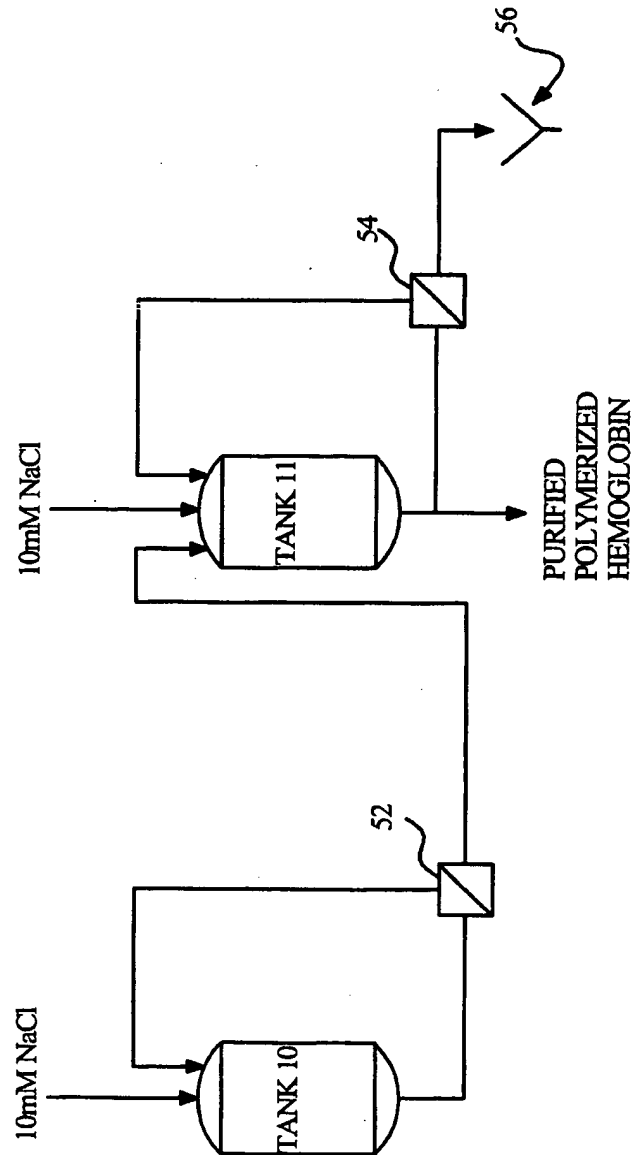 10mM NaCl
10mM NaCl
TANK 10
TANK 11
52
54
56
PURIFIED
POLYMERIZED
HEMOGLOBIN